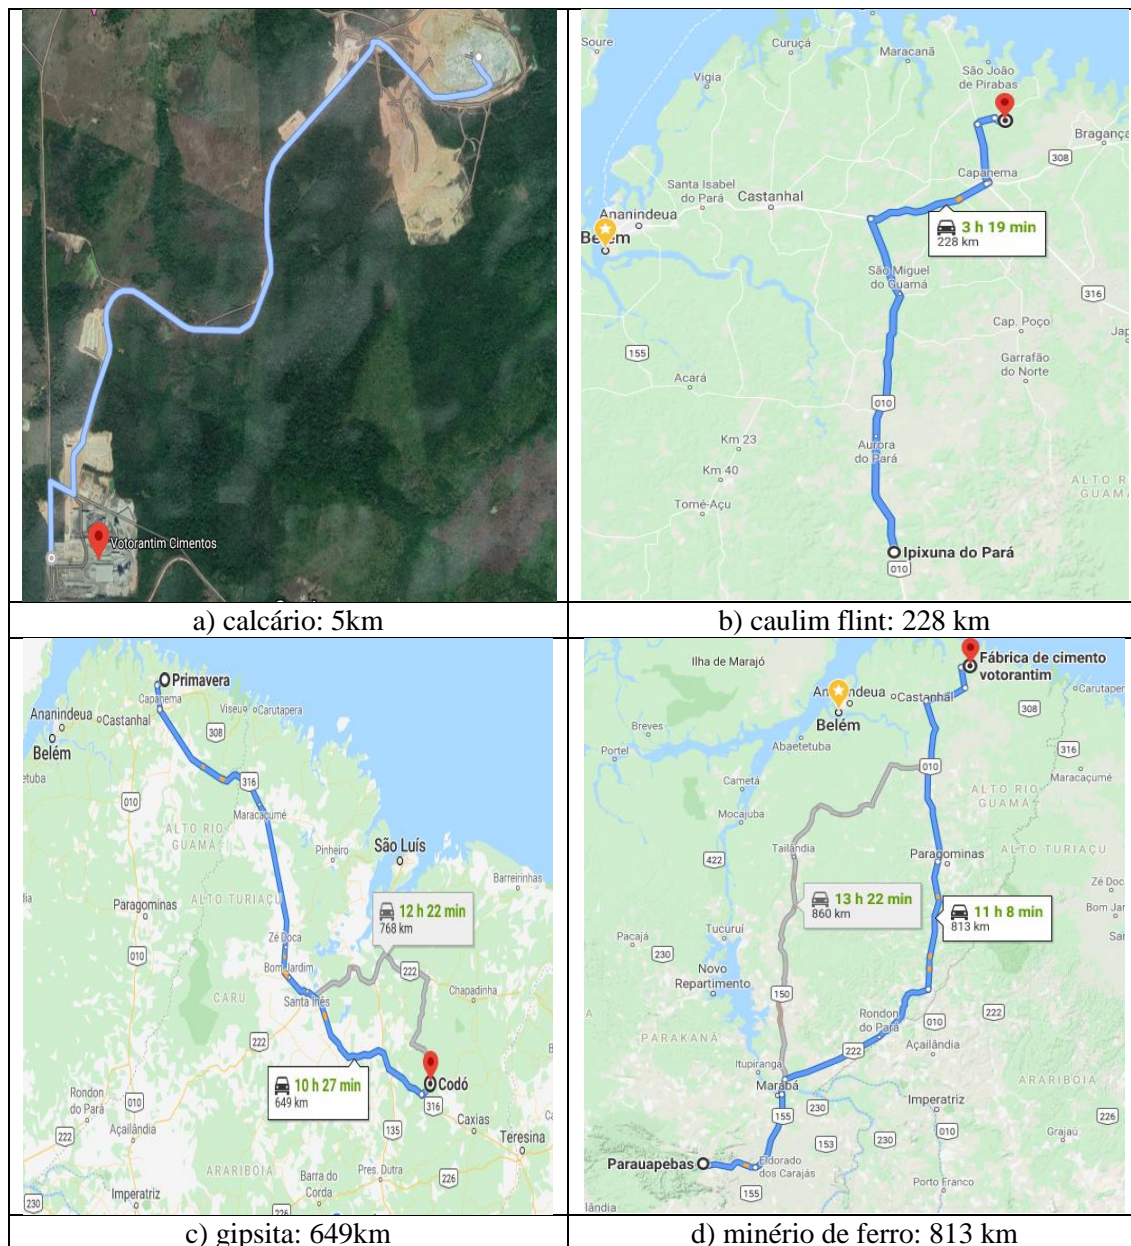 Votorantim Cimentos
a) calcário: 5km
Soure
Curuçá
Maracanã
Vigia
São João
de Pirabas
Bragança
308
Capanema
Santa Isabel
do Pará
Castanhal
Ananindeua
Belém
3 h 19 min
228 km
São Miguel
do Guamá
316
Cap. Poço
155
Garrafão
do Norte
Acará
010
Km 23
Aurora
do Pará
Km 40
ALTO R
GUAMÁ
Tomé-Açu
Ipixuna do Pará
010
b) caulim flint: 228 km
Primavera
Capanema
Viseu
Carutapera
Ananindeua
Castanhal
308
Belém
etetuba
316
010
Maracaçumé
ALTO RIO
GUAMÁ
Pinheiro
São Luís
Barreirinhas
ALTO TURIAÇU
12 h 22 min
768 km
Paragominas
Zé Doca
010
Bom Jardim
222
Chapadinha
Santa Inês
CARU
222
10 h 27 min
649 km
Codó
316
Rondon
do Pará
010
135
Caxias
222
Açailândia
Teresina
ARARIBÓIA
Pres. Dutra
226
Barra do
Corda
230
Imperatriz
226
c) gipsita: 649km
Ilha de Marajó
Fábrica de cimento
votorantim
Castanhal
Carutaper
Belém
308
Breves
Abaetetuba
Portel
316
010
Cametá
Maracaçumé
ALTO RIO
GUAMÁ
Mocajuba
Tailândia
422
Paragominas
ALTO TURIAÇU
13 h 22 min
860 km
Zé Do
11 h 8 min
813 km
Bom Jar
Tucuruí
Pacajá
230
Novo
Repartimento
150
Rondon
do Pará
010
222
PARAKANÃ
222
Açailândia
Itupiranga
Marabá
ARARIBÓIA
155
230
Imperatriz
226
153
230
010
Grajaú
Parauapebas
Eldorado
dos Carajás
155
Porto Franco
lândia
d) minério de ferro: 813 km